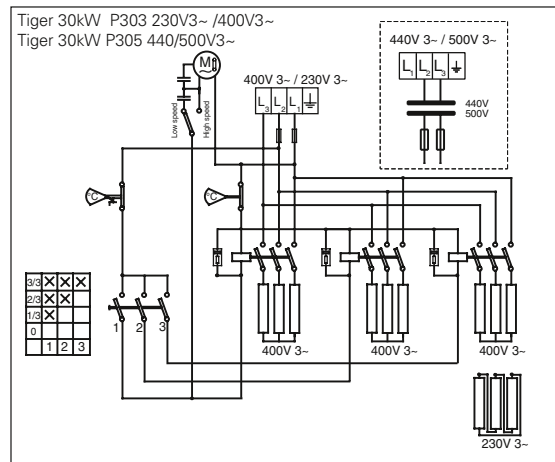 Tiger 30kW P303 230V3~ /400V3~
Tiger 30kW P305 440/500V3~
M
Low speed
High speed
400V 3~ / 230V 3~
L3 L2 L1
440V 3~ / 500V 3~
L1 L2 L3
440V
500V
°C
°C
3/3 X X X
2/3 X X
1/3 X
0
1 2 3
1 2 3
400V 3~
400V 3~
400V 3~
230V 3~